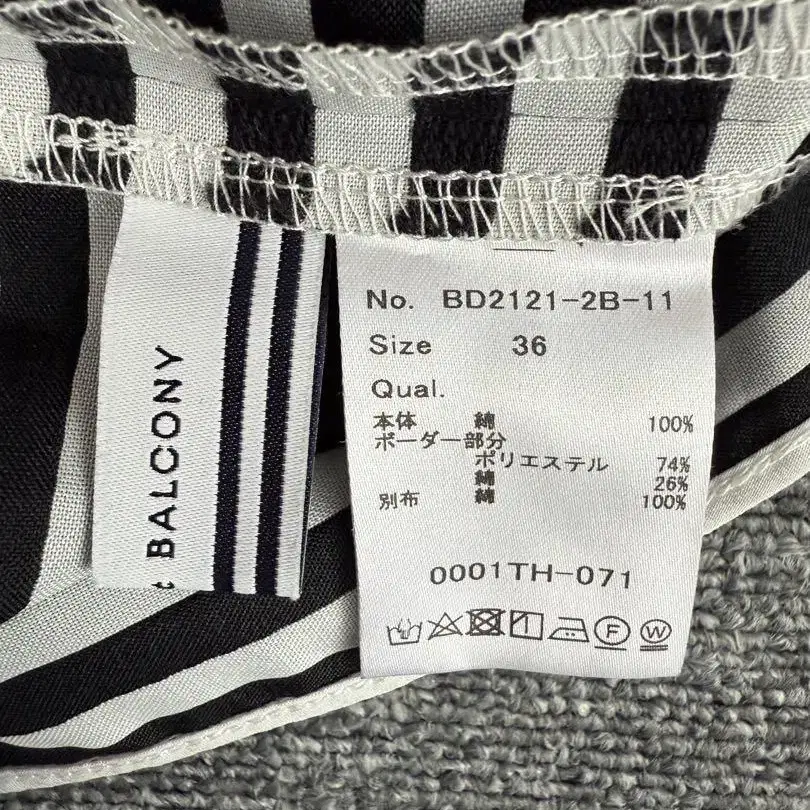 t BALCONY
No. BD2121-2B-11
Size 36
Qual.
本体 綿 100%
ボーダー部分
ポリエステル 74%
綿 26%
別布 綿 100%
0001TH-071
F W